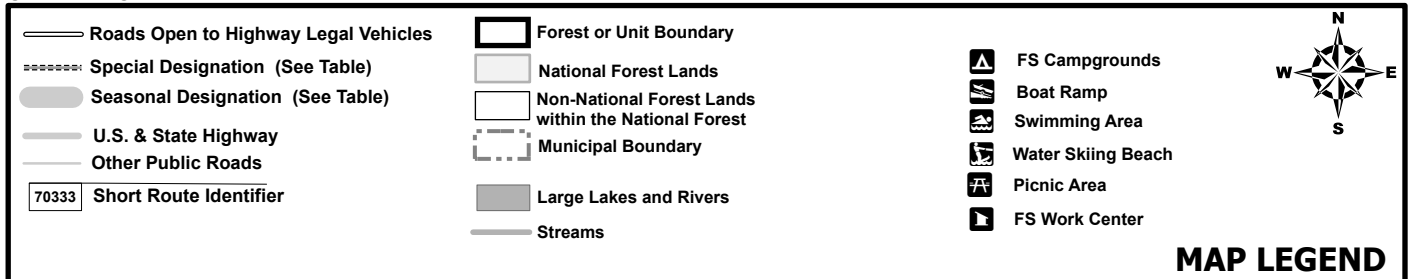 Roads Open to Highway Legal Vehicles
Special Designation (See Table)
Seasonal Designation (See Table)
U.S. & State Highway
Other Public Roads
70333 Short Route Identifier
Forest or Unit Boundary
National Forest Lands
Non-National Forest Lands
within the National Forest
Municipal Boundary
Large Lakes and Rivers
Streams
FS Campgrounds
Boat Ramp
Swimming Area
Water Skiing Beach
Picnic Area
FS Work Center
N
W E
S
MAP LEGEND